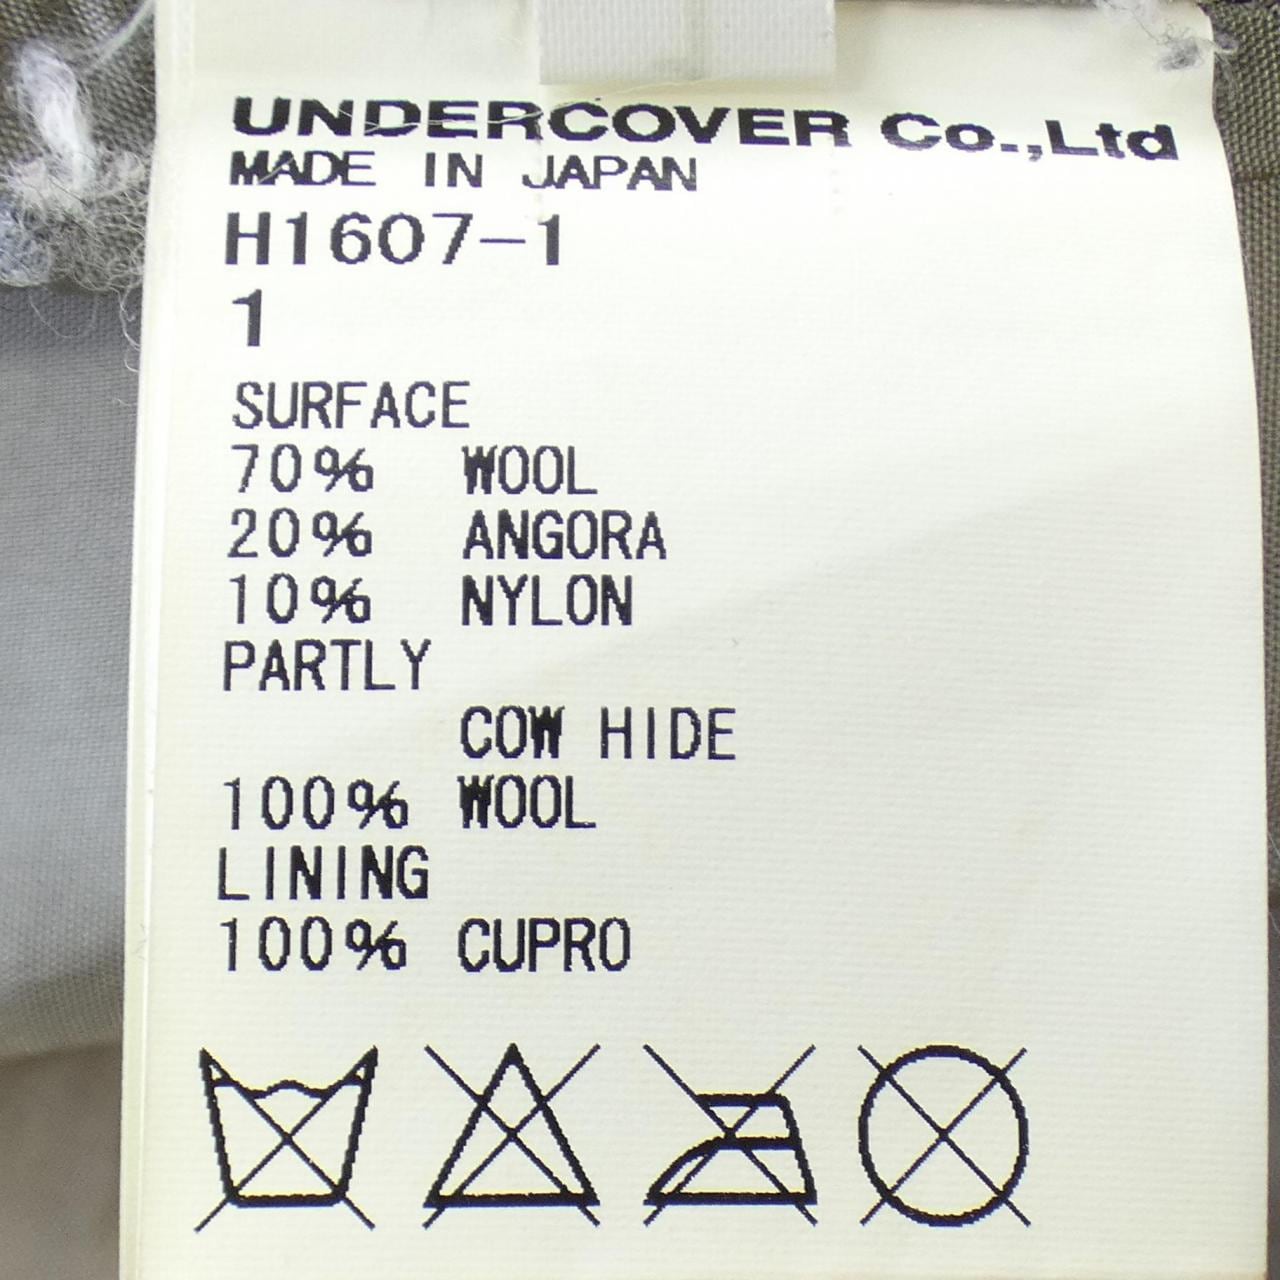 UNDERCOVER Co.,Ltd
MADE IN JAPAN
H1607-1
1
SURFACE
70% WOOL
20% ANGORA
10% NYLON
PARTLY
COW HIDE
100% WOOL
LINING
100% CUPRO